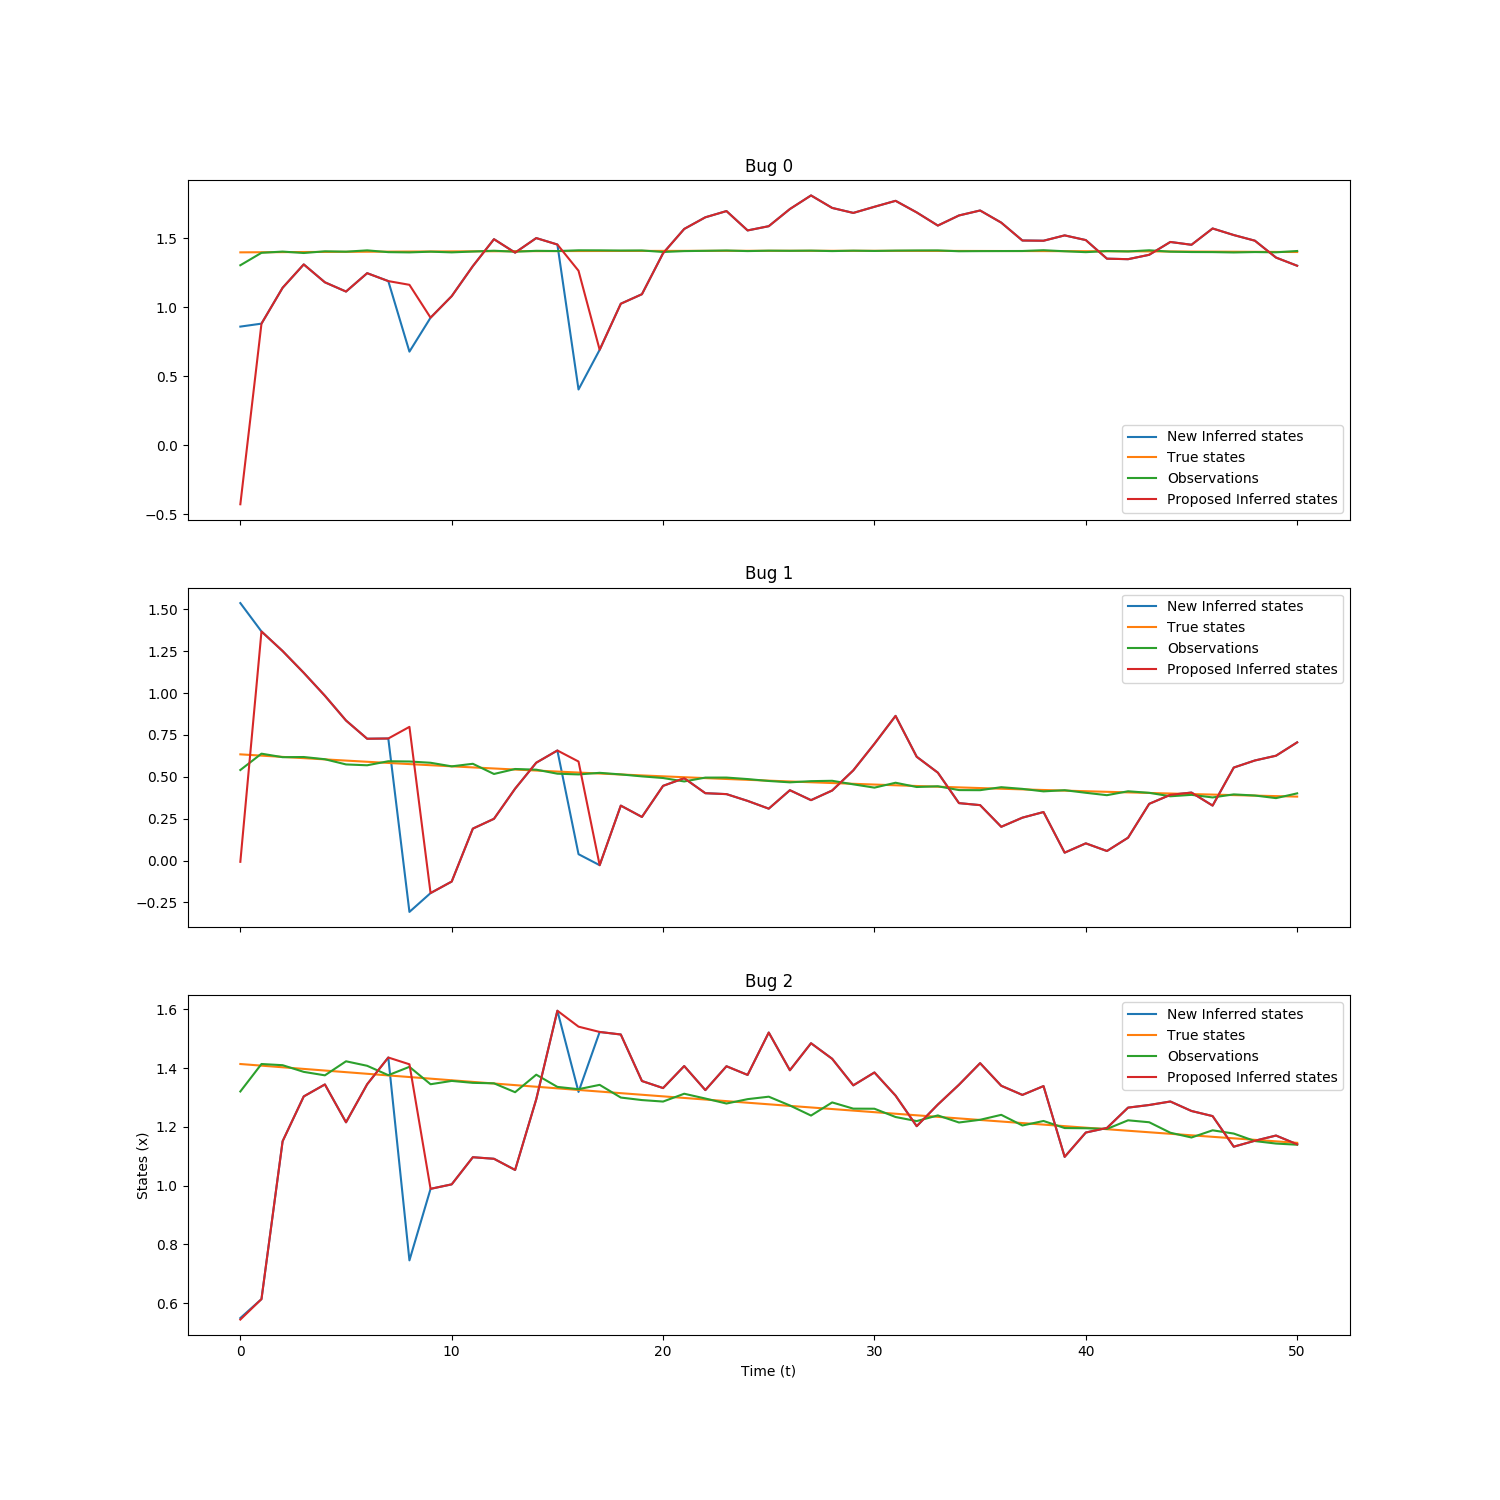 Bug 0
1.5
1.0
0.5
0.0
−0.5
New Inferred states
True states
Observations
Proposed Inferred states
Bug 1
1.50
1.25
1.00
0.75
0.50
0.25
0.00
−0.25
New Inferred states
True states
Observations
Proposed Inferred states
Bug 2
1.6
1.4
1.2
1.0
0.8
0.6
States (x)
New Inferred states
True states
Observations
Proposed Inferred states
0 10 20 30 40 50
Time (t)